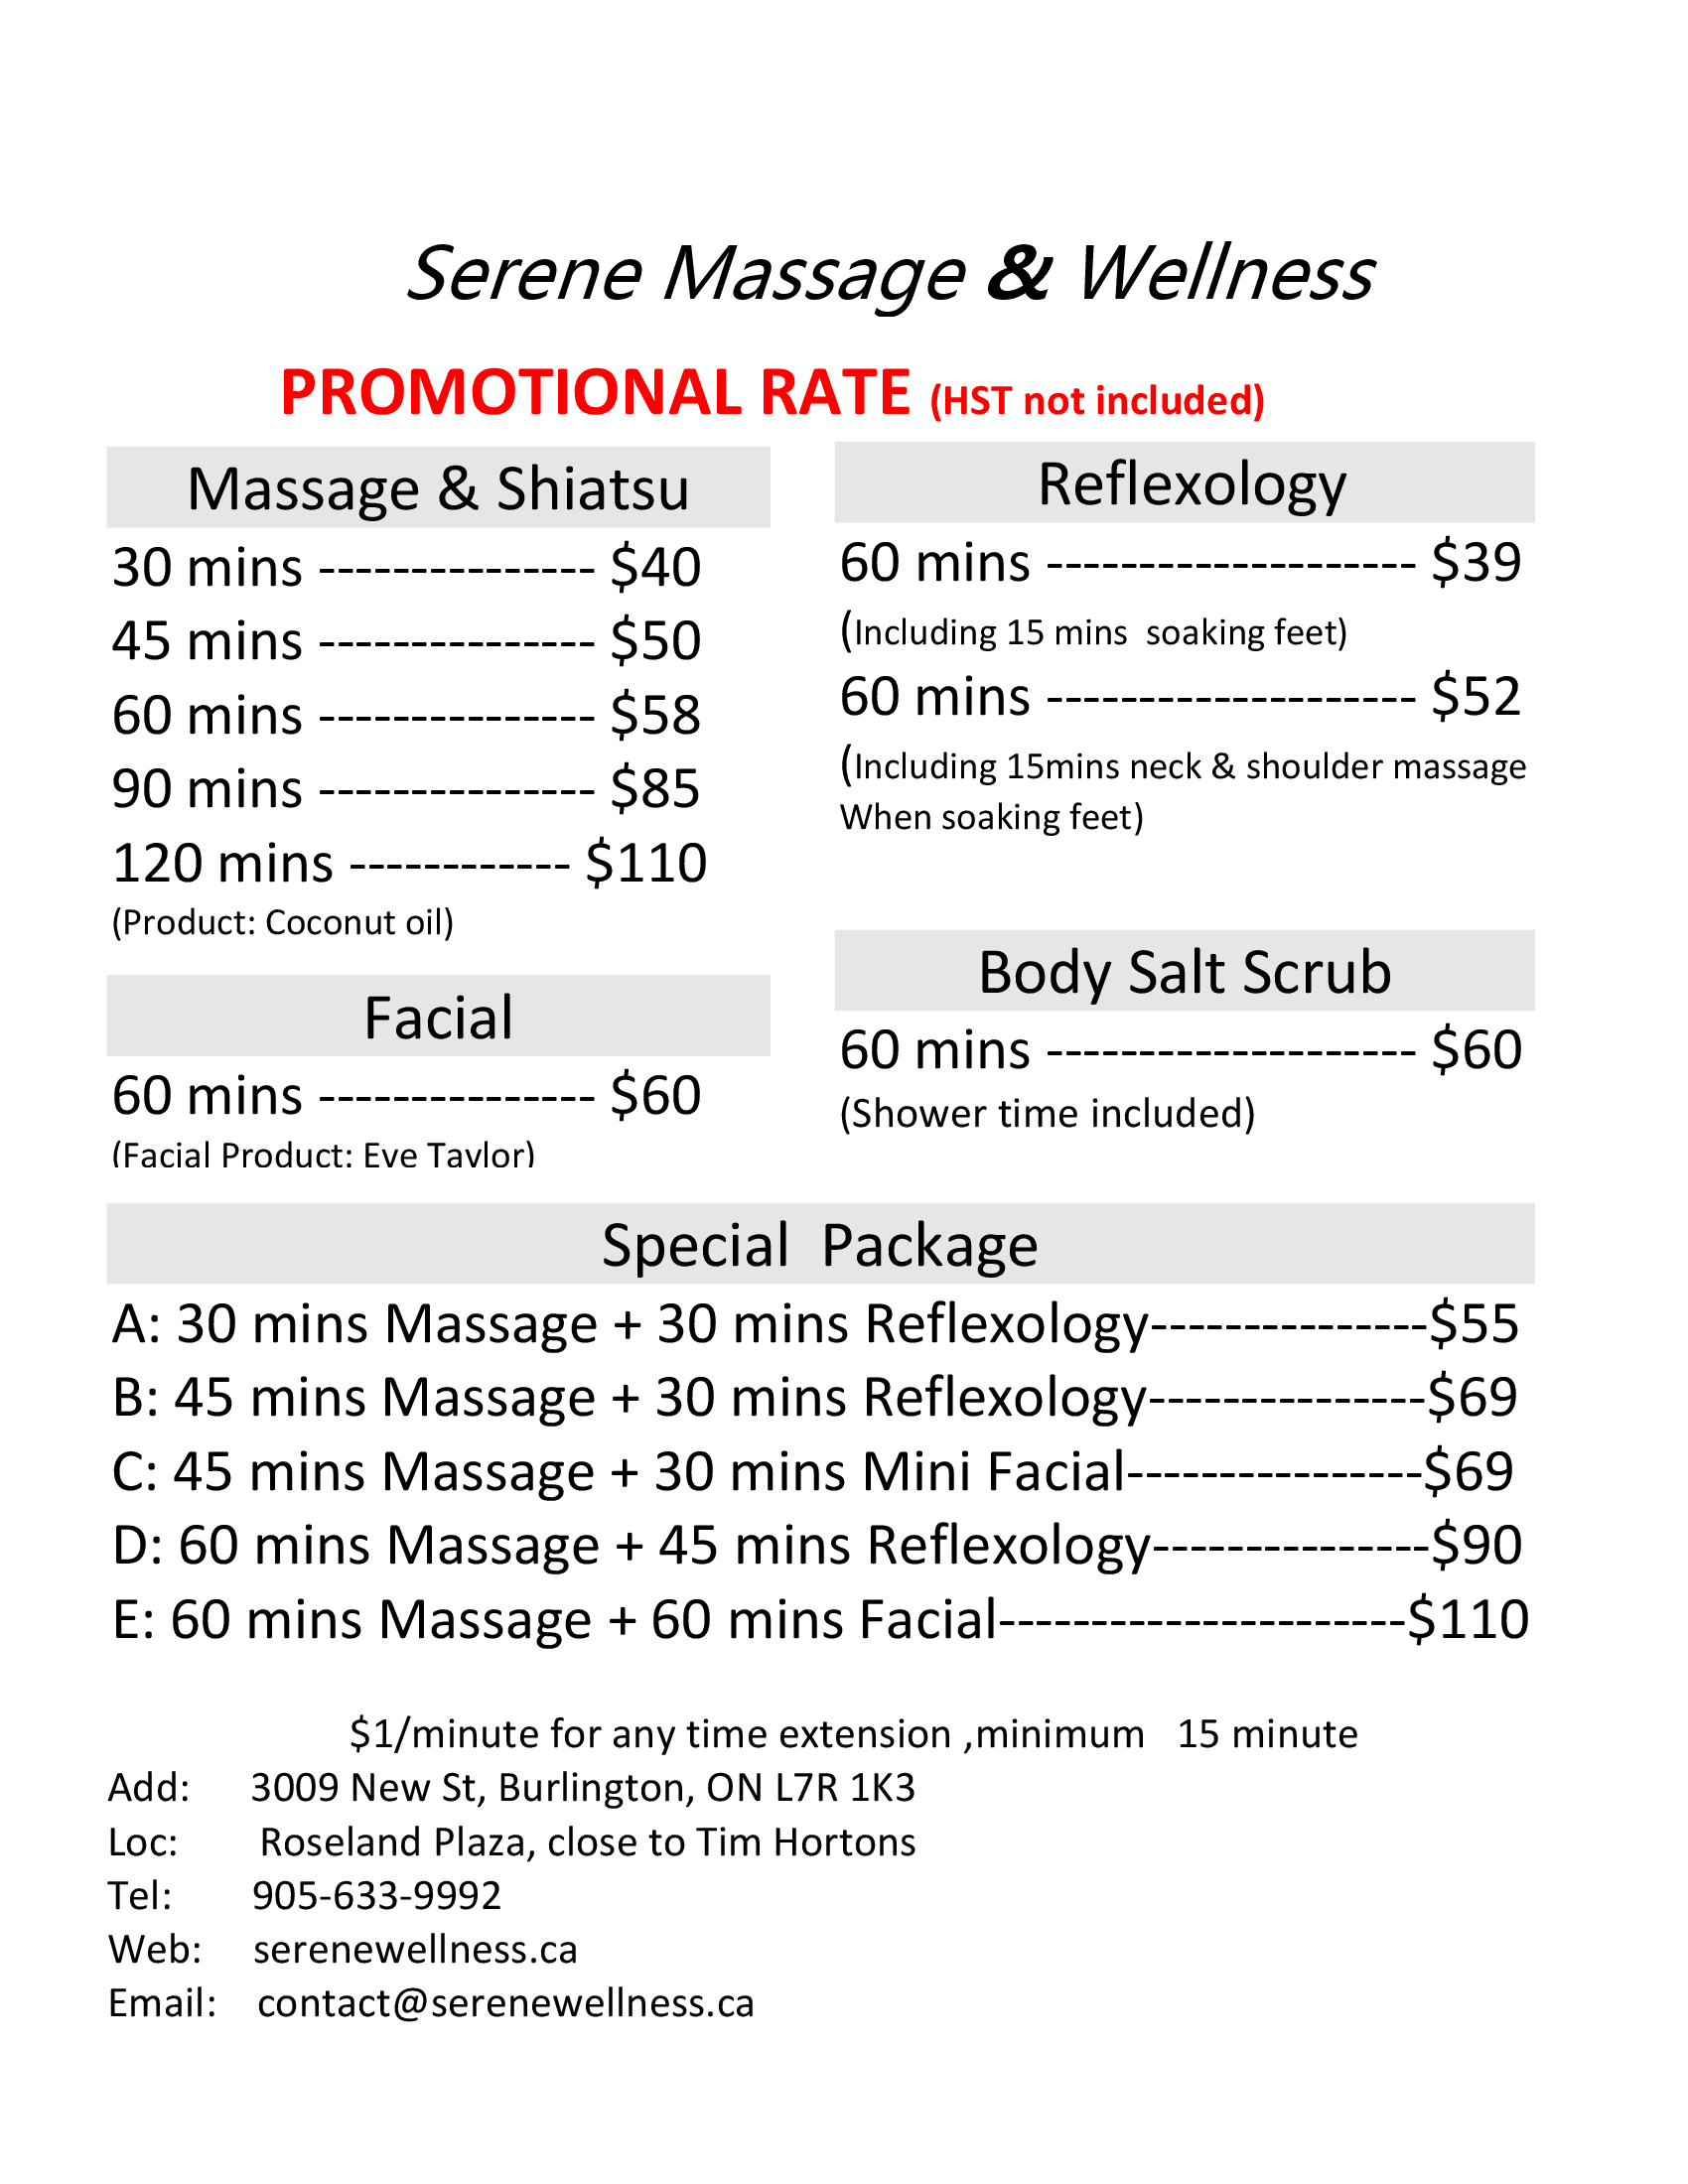 Serene Massage & Wellness
PROMOTIONAL RATE (HST not included)
Massage & Shiatsu
30 mins --------------- $40
45 mins --------------- $50
60 mins --------------- $58
90 mins --------------- $85
120 mins ------------ $110
(Product: Coconut oil)
Facial
60 mins --------------- $60
(Facial Product: Eve Taylor)
Reflexology
60 mins -------------------- $39
(Including 15 mins  soaking feet)
60 mins -------------------- $52
(Including 15mins neck & shoulder massage
When soaking feet)
Body Salt Scrub
60 mins -------------------- $60
(Shower time included)
Special  Package
A: 30 mins Massage + 30 mins Reflexology---------------$55
B: 45 mins Massage + 30 mins Reflexology---------------$69
C: 45 mins Massage + 30 mins Mini Facial----------------$69
D: 60 mins Massage + 45 mins Reflexology---------------$90
E: 60 mins Massage + 60 mins Facial----------------------$110
$1/minute for any time extension ,minimum   15 minute
Add: 3009 New St, Burlington, ON L7R 1K3
Loc: Roseland Plaza, close to Tim Hortons
Tel: 905-633-9992
Web: serenewellness.ca
Email: contact@serenewellness.ca